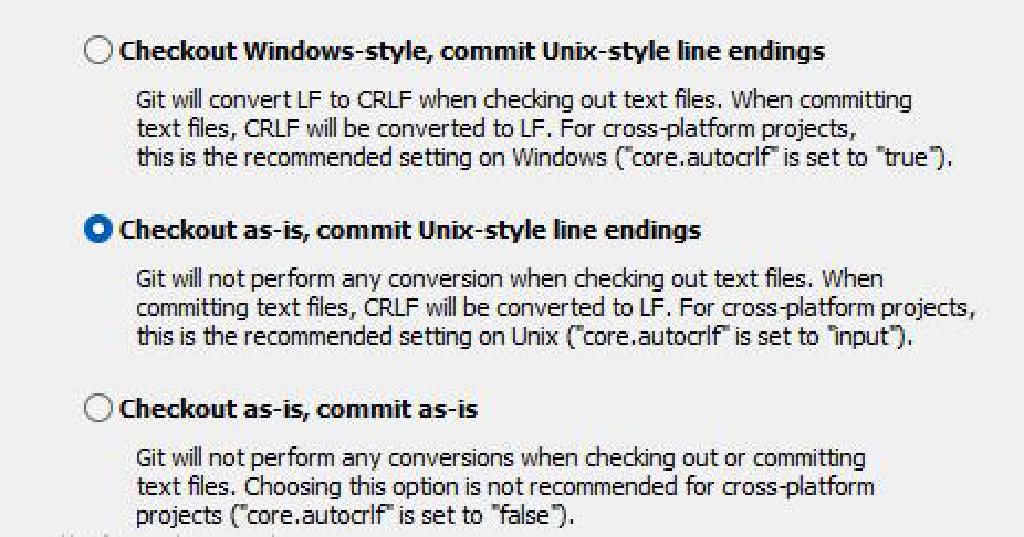 Checkout Windows-style, commit Unix-style line endings
Git will convert LF to CRLF when checking out text files. When committing
text files, CRLF will be converted to LF. For cross-platform projects,
this is the recommended setting on Windows ("core.autocrlf" is set to "true").
Checkout as-is, commit Unix-style line endings
Git will not perform any conversion when checking out text files. When
committing text files, CRLF will be converted to LF. For cross-platform projects,
this is the recommended setting on Unix ("core.autocrlf" is set to "input").
Checkout as-is, commit as-is
Git will not perform any conversions when checking out or committing
text files. Choosing this option is not recommended for cross-platform
projects ("core.autocrlf" is set to "false").